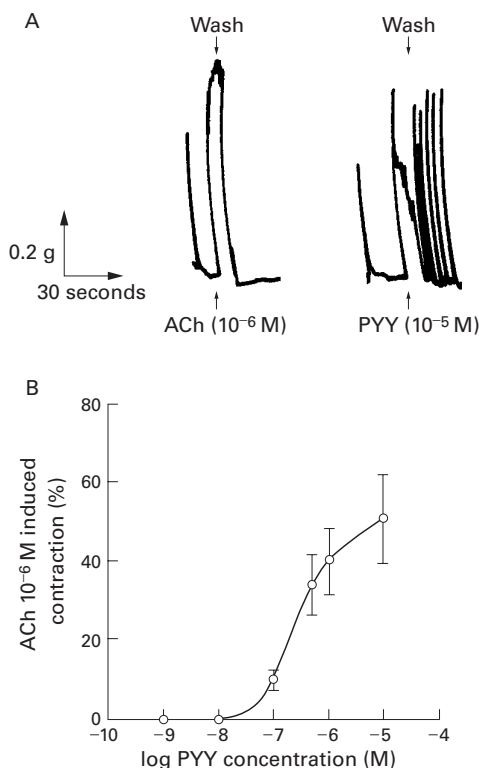 A
Wash
Wash
0.2 g
30 seconds
ACh (10⁻⁶ M)
PYY (10⁻⁵ M)
B
80
60
40
20
0
ACh 10⁻⁶ M induced
contraction (%)
−10
−9
−8
−7
−6
−5
−4
log PYY concentration (M)